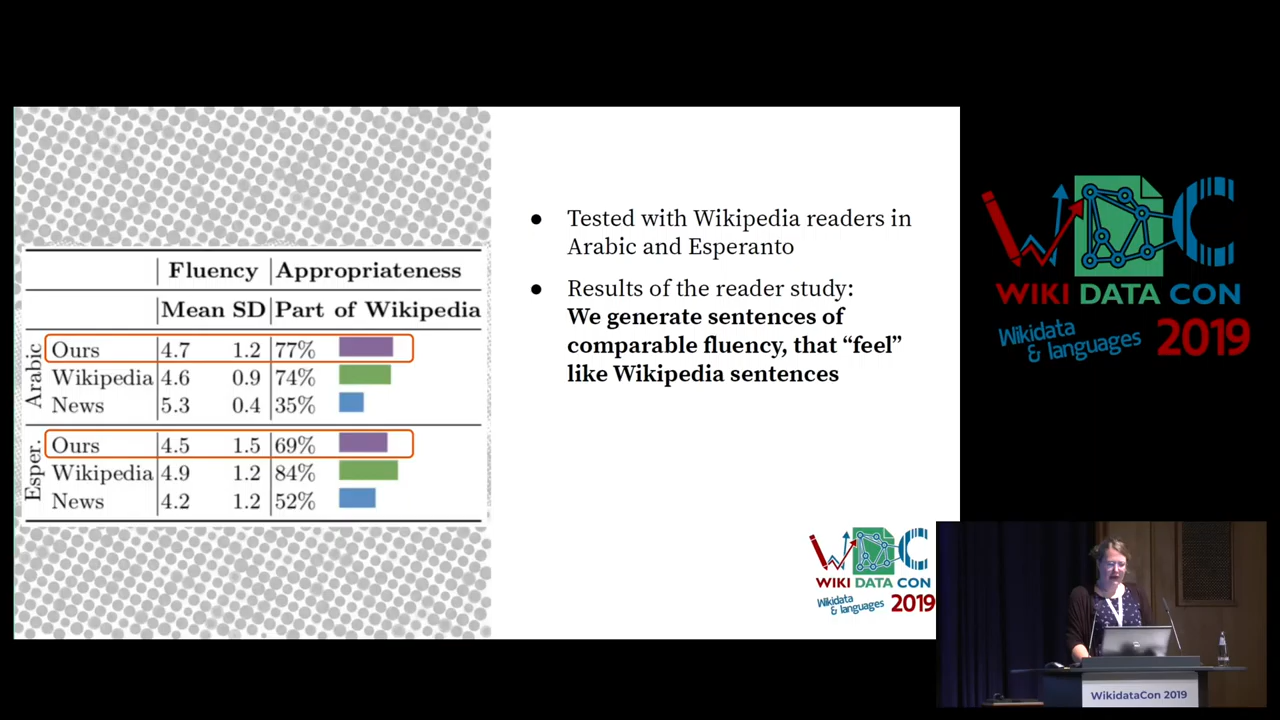 Fluency Appropriateness
Mean SD Part of Wikipedia
Arabic
Ours 4.7 1.2 77%
Wikipedia 4.6 0.9 74%
News 5.3 0.4 35%
Esper.
Ours 4.5 1.5 69%
Wikipedia 4.9 1.2 84%
News 4.2 1.2 52%
● Tested with Wikipedia readers in
Arabic and Esperanto
● Results of the reader study:
We generate sentences of
comparable fluency, that “feel”
like Wikipedia sentences
WIKI DATA CON
Wikidata
& languages 2019
WDC
WIKI DATA CON
Wikidata
& languages 2019
WikidataCon 2019